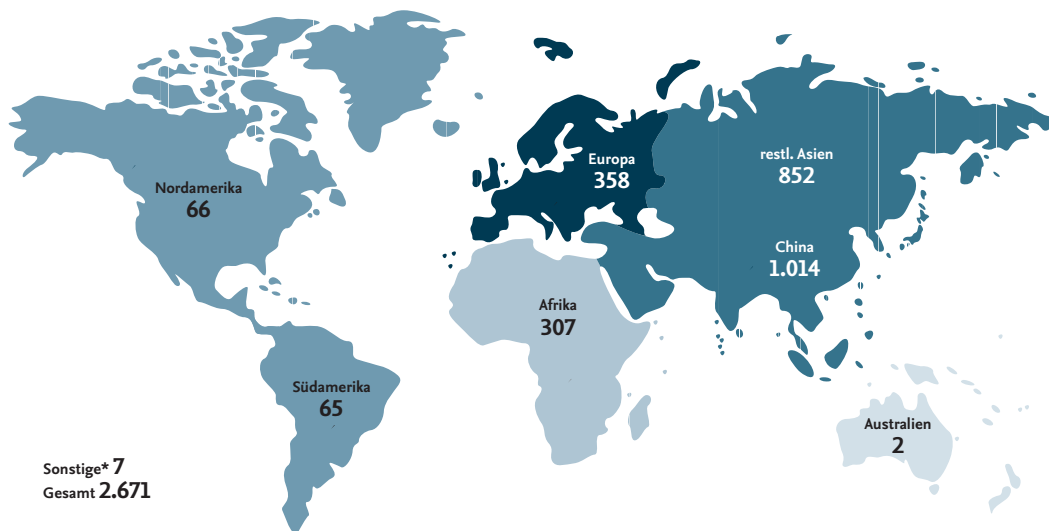 Europa
358
restl. Asien
852
Nordamerika
66
China
1.014
Afrika
307
Südamerika
65
Australien
2
Sonstige* 7
Gesamt 2.671